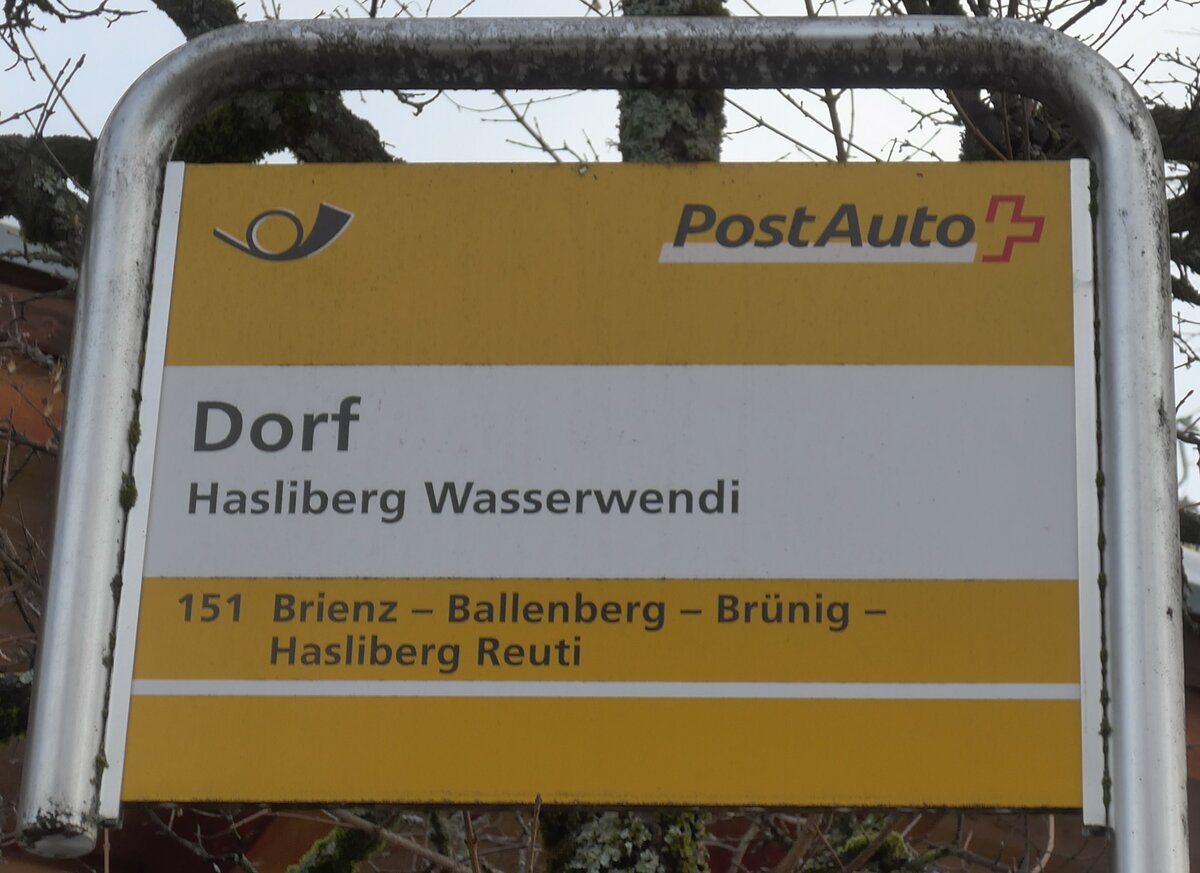 PostAuto
Dorf
Hasliberg Wasserwendi
151 Brienz – Ballenberg – Brünig –
Hasliberg Reuti